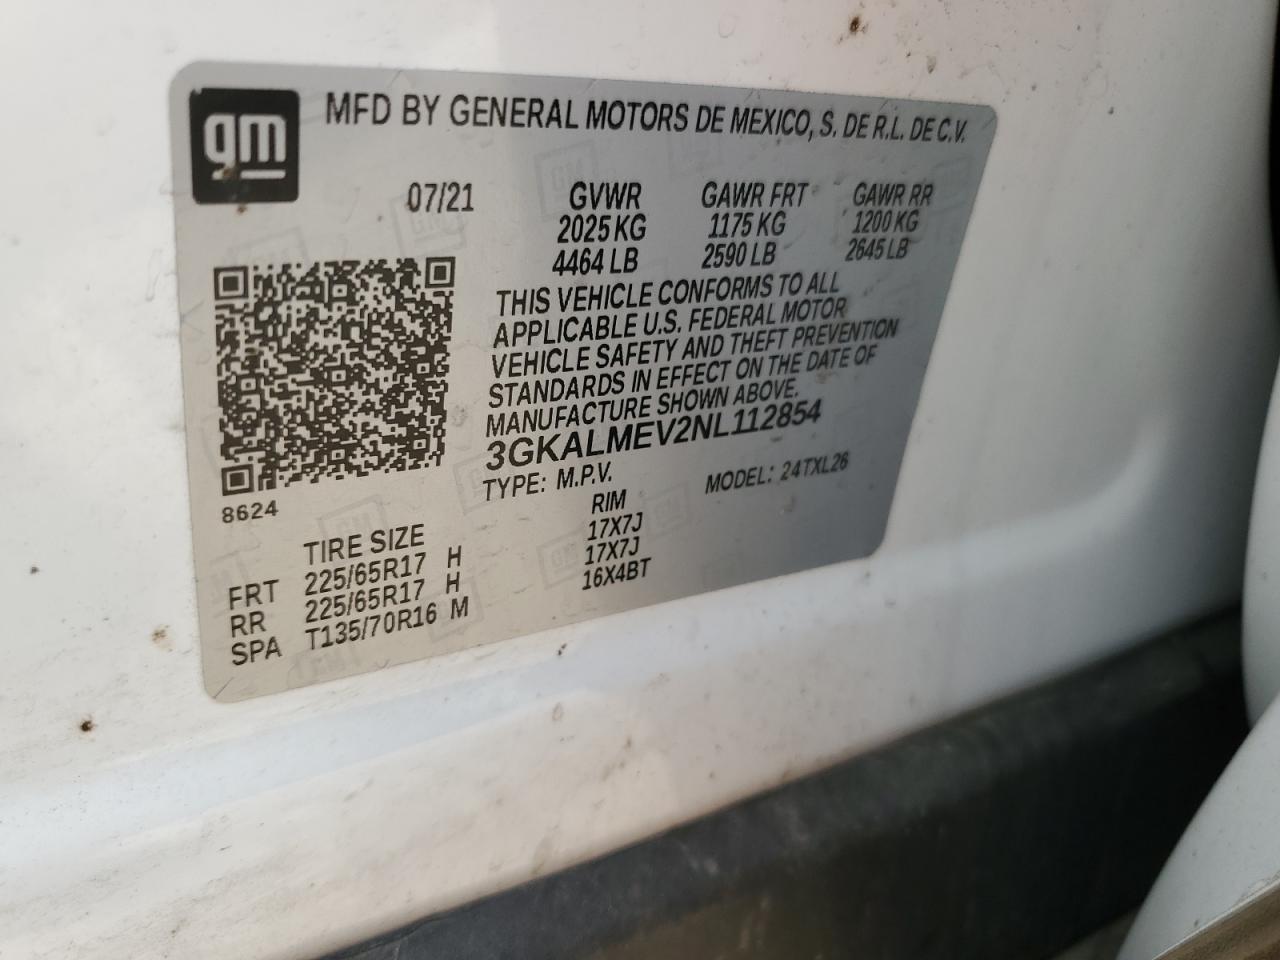 gm
MFD BY GENERAL MOTORS DE MEXICO, S. DE R.L. DE C.V.
07/21 GVWR GAWR FRT GAWR RR
2025 KG 1175 KG 1200 KG
4464 LB 2590 LB 2645 LB
THIS VEHICLE CONFORMS TO ALL
APPLICABLE U.S. FEDERAL MOTOR
VEHICLE SAFETY AND THEFT PREVENTION
STANDARDS IN EFFECT ON THE DATE OF
MANUFACTURE SHOWN ABOVE.
3GKALMEV2NL112854
TYPE: M.P.V. MODEL: 24TXL26
8624
TIRE SIZE RIM
FRT 225/65R17 H 17X7J
RR 225/65R17 H 17X7J
SPA T135/70R16 M 16X4BT